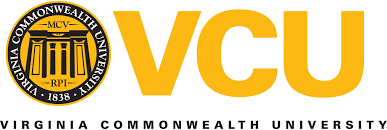 VIRGINIA COMMONWEALTH UNIVERSITY
MCV
RPI
· 1838 ·
VCU
VIRGINIA COMMONWEALTH UNIVERSITY